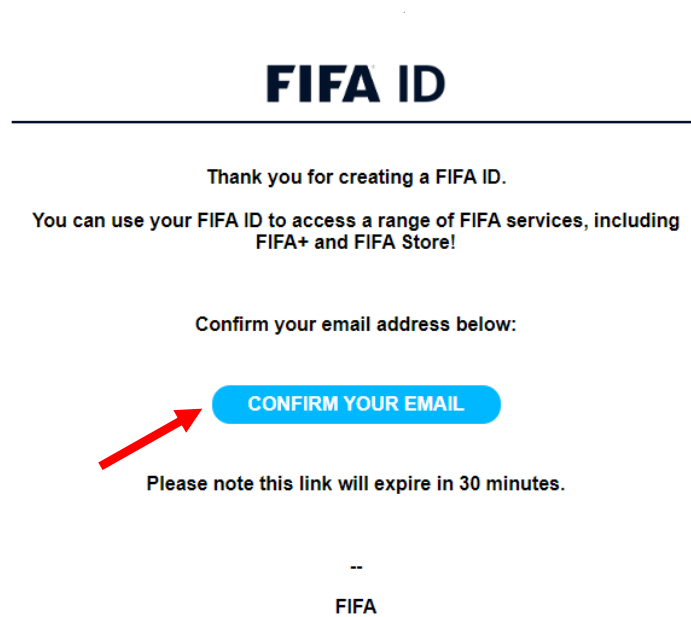 FIFA ID
Thank you for creating a FIFA ID.
You can use your FIFA ID to access a range of FIFA services, including
FIFA+ and FIFA Store!
Confirm your email address below:
CONFIRM YOUR EMAIL
Please note this link will expire in 30 minutes.
--
FIFA